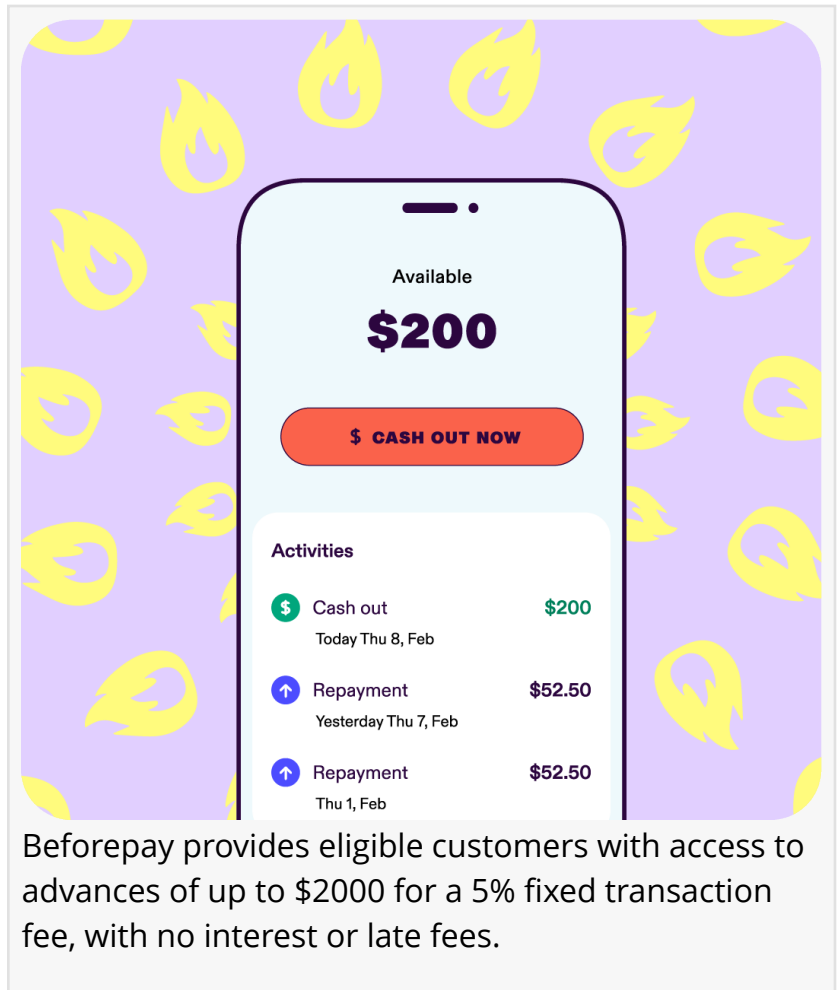 Available
$200
$ CASH OUT NOW
Activities
$ Cash out $200
Today Thu 8, Feb
Repayment $52.50
Yesterday Thu 7, Feb
Repayment $52.50
Thu 1, Feb
Beforepay provides eligible customers with access to
advances of up to $2000 for a 5% fixed transaction
fee, with no interest or late fees.